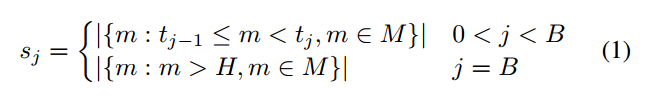 s_j = { |{m : t_{j−1} ≤ m < t_j, m ∈ M}|   0 < j < B
|{m : m > H, m ∈ M}|   j = B   (1)